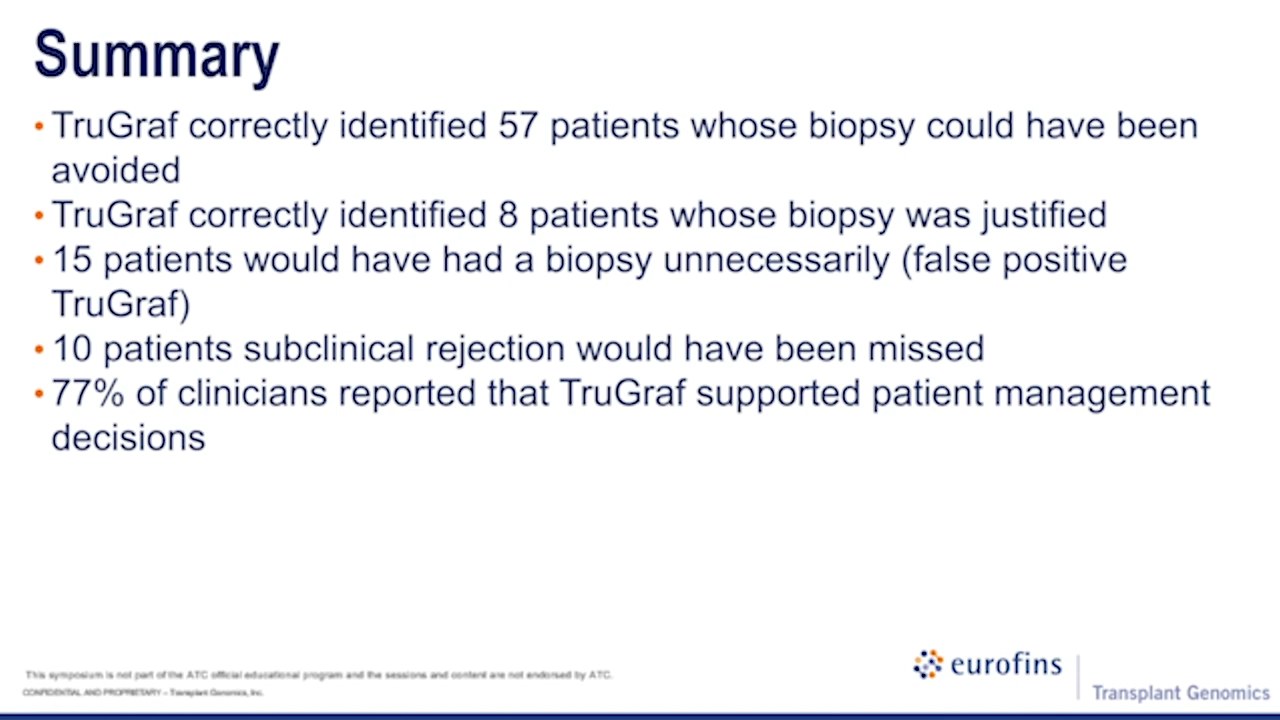 Summary
• TruGraf correctly identified 57 patients whose biopsy could have been
avoided
• TruGraf correctly identified 8 patients whose biopsy was justified
• 15 patients would have had a biopsy unnecessarily (false positive
TruGraf)
• 10 patients subclinical rejection would have been missed
• 77% of clinicians reported that TruGraf supported patient management
decisions
This symposium is not part of the ATC official educational program and the sessions and content are not endorsed by ATC.
CONFIDENTIAL AND PROPRIETARY – Transplant Genomics, Inc.
eurofins
Transplant Genomics